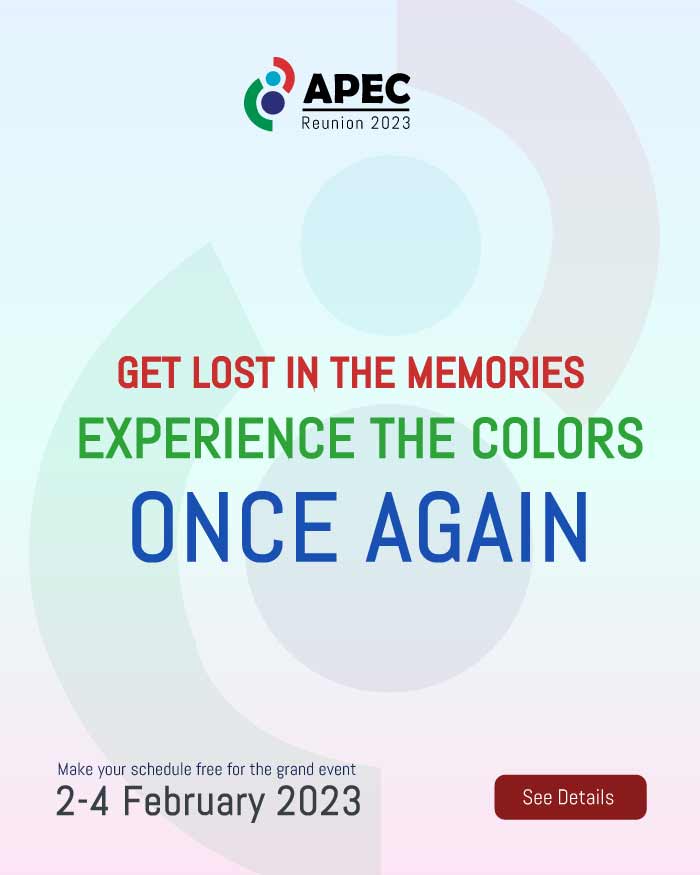 APEC
Reunion 2023
GET LOST IN THE MEMORIES
EXPERIENCE THE COLORS
ONCE AGAIN
Make your schedule free for the grand event
2-4 February 2023
See Details